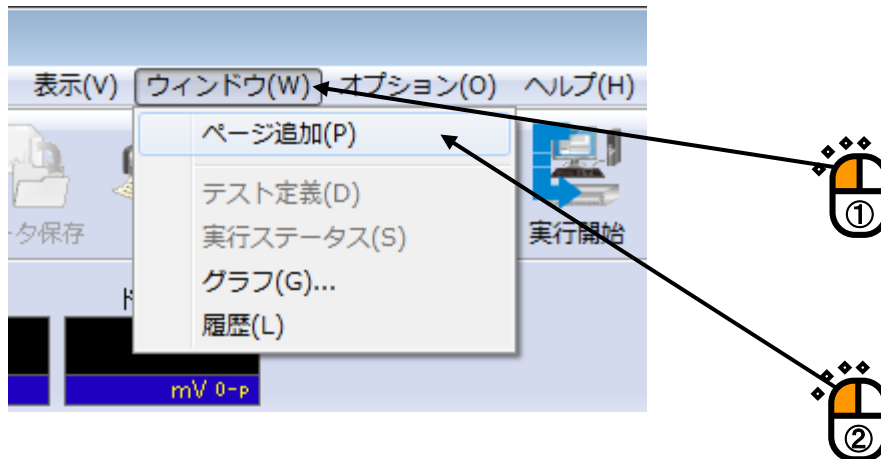 表示(V) ウィンドウ(W) オプション(O) ヘルプ(H)
ページ追加(P)
テスト定義(D)
実行ステータス(S)
グラフ(G)...
履歴(L)
タ保存
実行開始
ド
mV 0-p
①
②